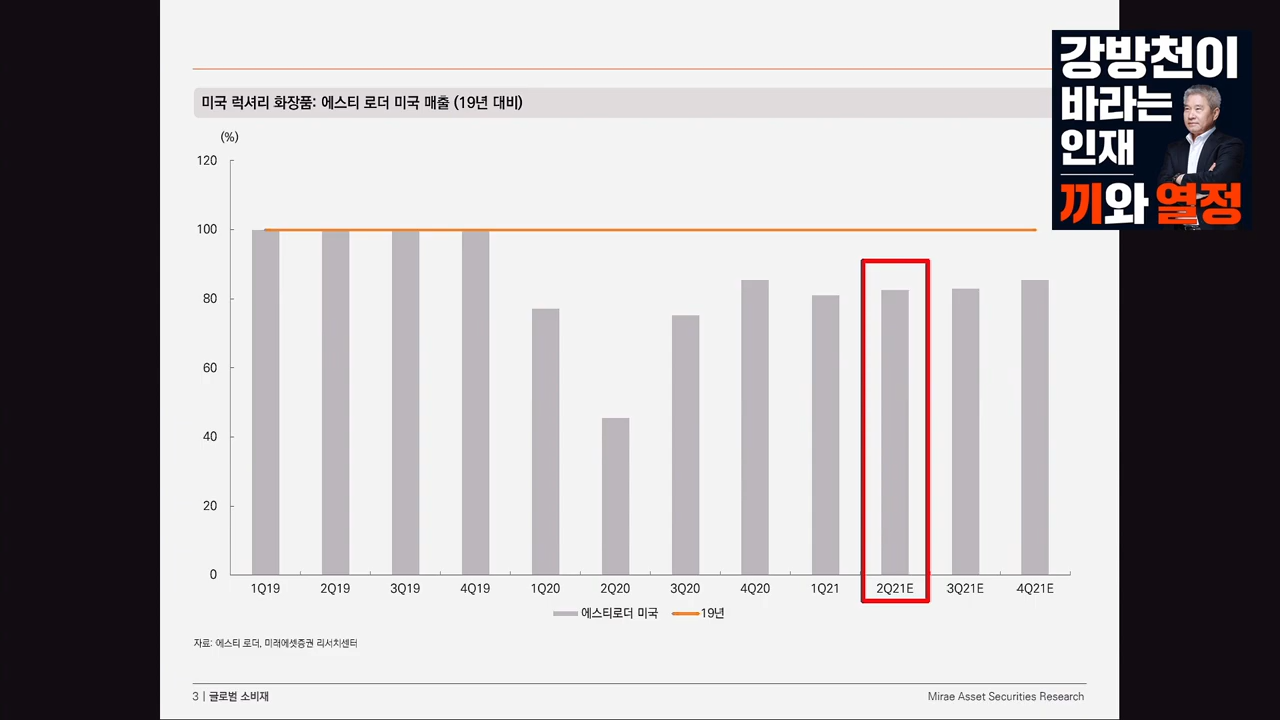 미국 럭셔리 화장품: 에스티 로더 미국 매출 (19년 대비)
(%)
120
100
80
60
40
20
0
1Q19 2Q19 3Q19 4Q19 1Q20 2Q20 3Q20 4Q20 1Q21 2Q21E 3Q21E 4Q21E
에스티로더 미국 19년
자료: 에스티 로더, 미래에셋증권 리서치센터
3 | 글로벌 소비재
Mirae Asset Securities Research
강방천이
바라는
인재
끼와 열정